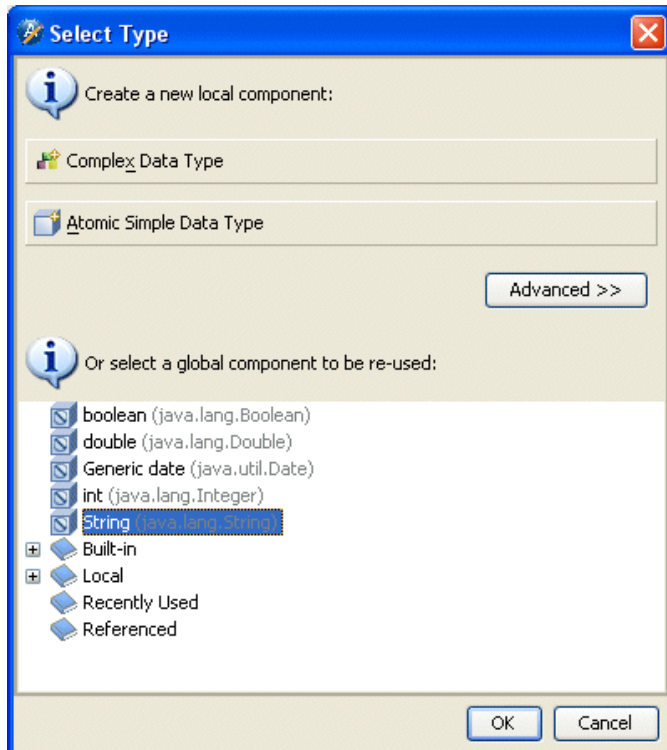 Select Type
Create a new local component:
Complex Data Type
Atomic Simple Data Type
Advanced >>
Or select a global component to be re-used:
boolean (java.lang.Boolean)
double (java.lang.Double)
Generic date (java.util.Date)
int (java.lang.Integer)
String (java.lang.String)
Built-in
Local
Recently Used
Referenced
OK Cancel